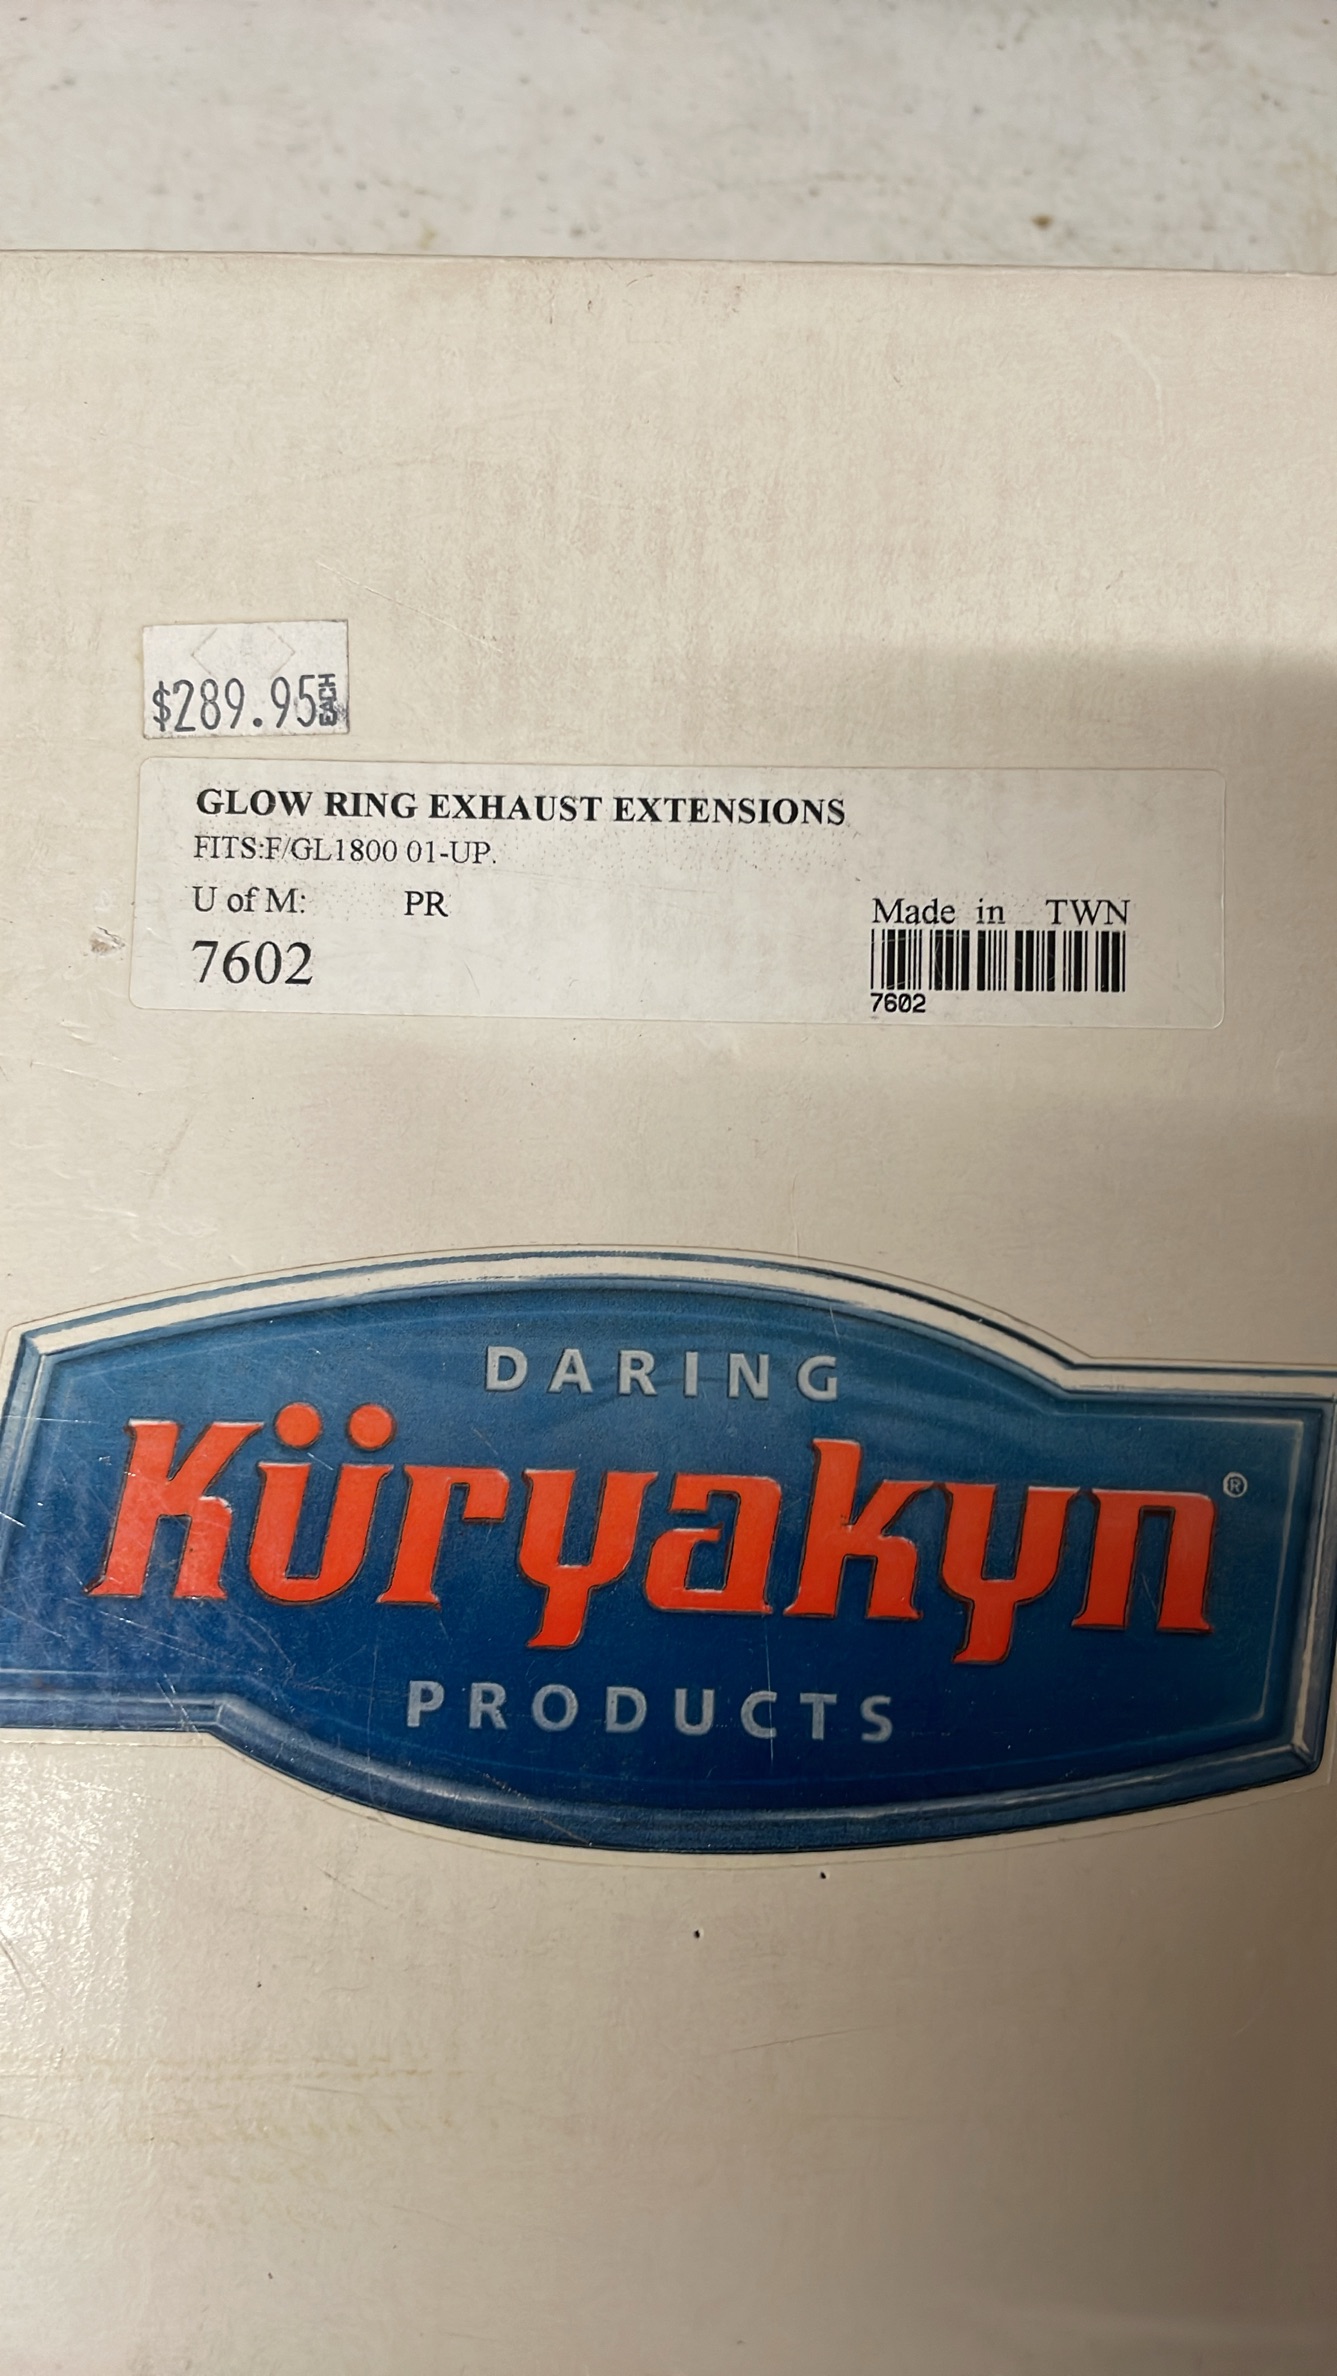 $289.95 EACH
GLOW RING EXHAUST EXTENSIONS
FITS:F/GL1800 01-UP.
U of M: PR
7602
Made in TWN
7602
DARING
Küryakyn®
PRODUCTS